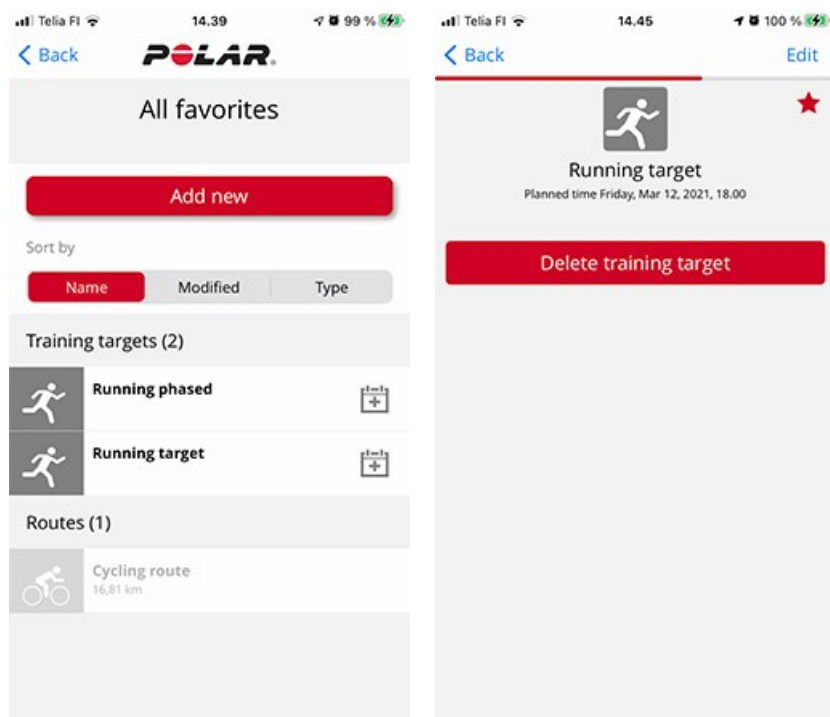 Telia FI 14.39 99 %
Back POLAR
All favorites
Add new
Sort by
Name Modified Type
Training targets (2)
Running phased
Running target
Routes (1)
Cycling route
16,81 km
Telia FI 14.45 100 %
Back Edit
Running target
Planned time Friday, Mar 12, 2021, 18.00
Delete training target